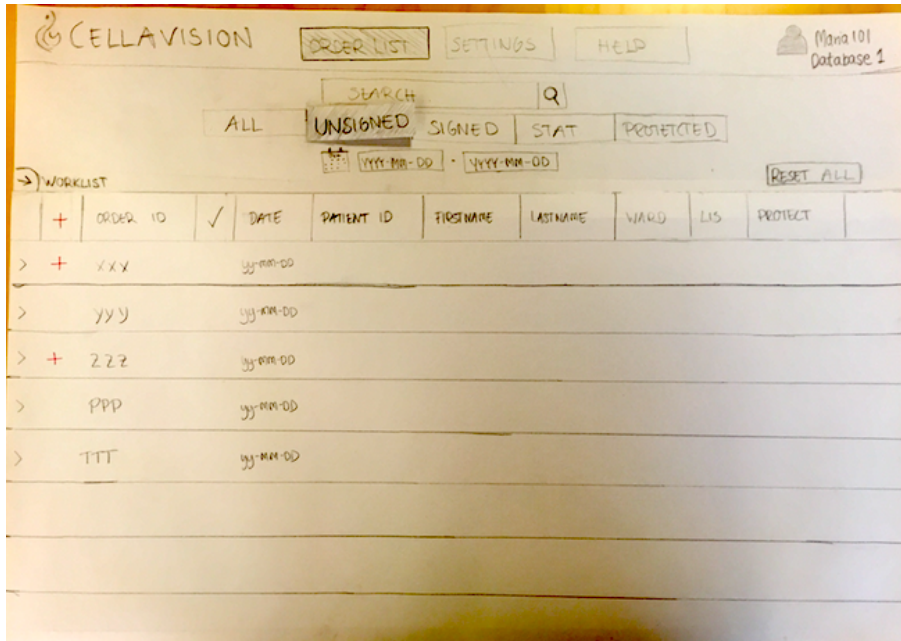 CELLAVISION ORDER LIST SETTINGS HELP Mana101
Database 1
SEARCH
ALL UNSIGNED SIGNED STAT PROTETCTED
YYYY-MM-DD - YYYY-MM-DD
WORKLIST RESET ALL
+ ORDER ID ✓ DATE PATIENT ID FIRSTNAME LASTNAME WARD LIS PROTECT
> + XXX yy-mm-DD
> yyy yy-mm-DD
> + ZZZ yy-mm-DD
> PPP yy-mm-DD
> TTT yy-mm-DD